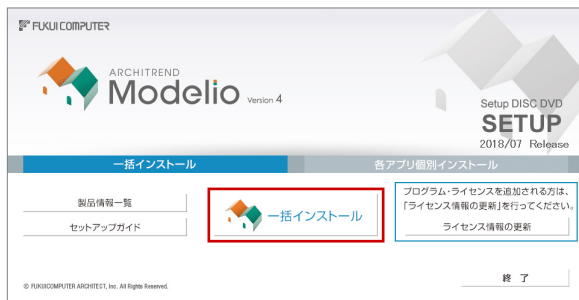 FUKUI COMPUTER
ARCHITREND
Modelio Version 4
Setup DISC DVD
SETUP
2018/07 Release
一括インストール
各アプリ個別インストール
製品情報一覧
セットアップガイド
一括インストール
プログラム・ライセンスを追加される方は、
「ライセンス情報の更新」を行ってください。
ライセンス情報の更新
終 了
© FUKUICOMPUTER ARCHITECT, Inc. All Rights Reserved.